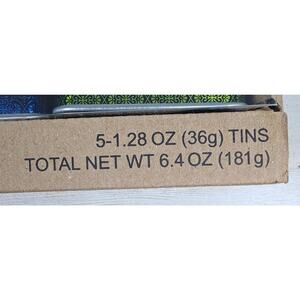 5-1.28 OZ (36g) TINS
TOTAL NET WT 6.4 OZ (181g)